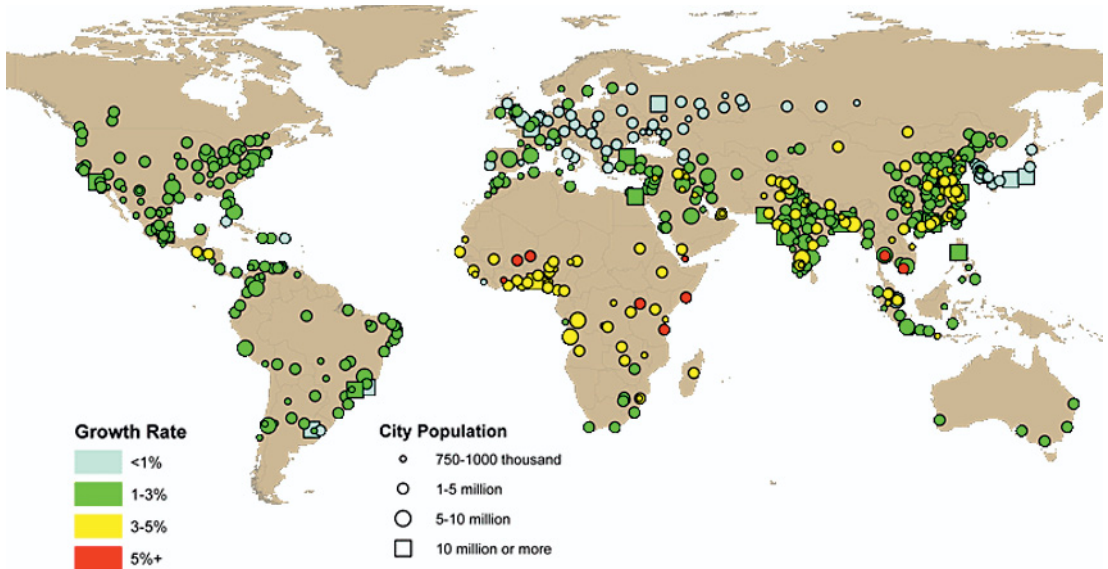 Growth Rate
<1%
1-3%
3-5%
5%+
City Population
750-1000 thousand
1-5 million
5-10 million
10 million or more